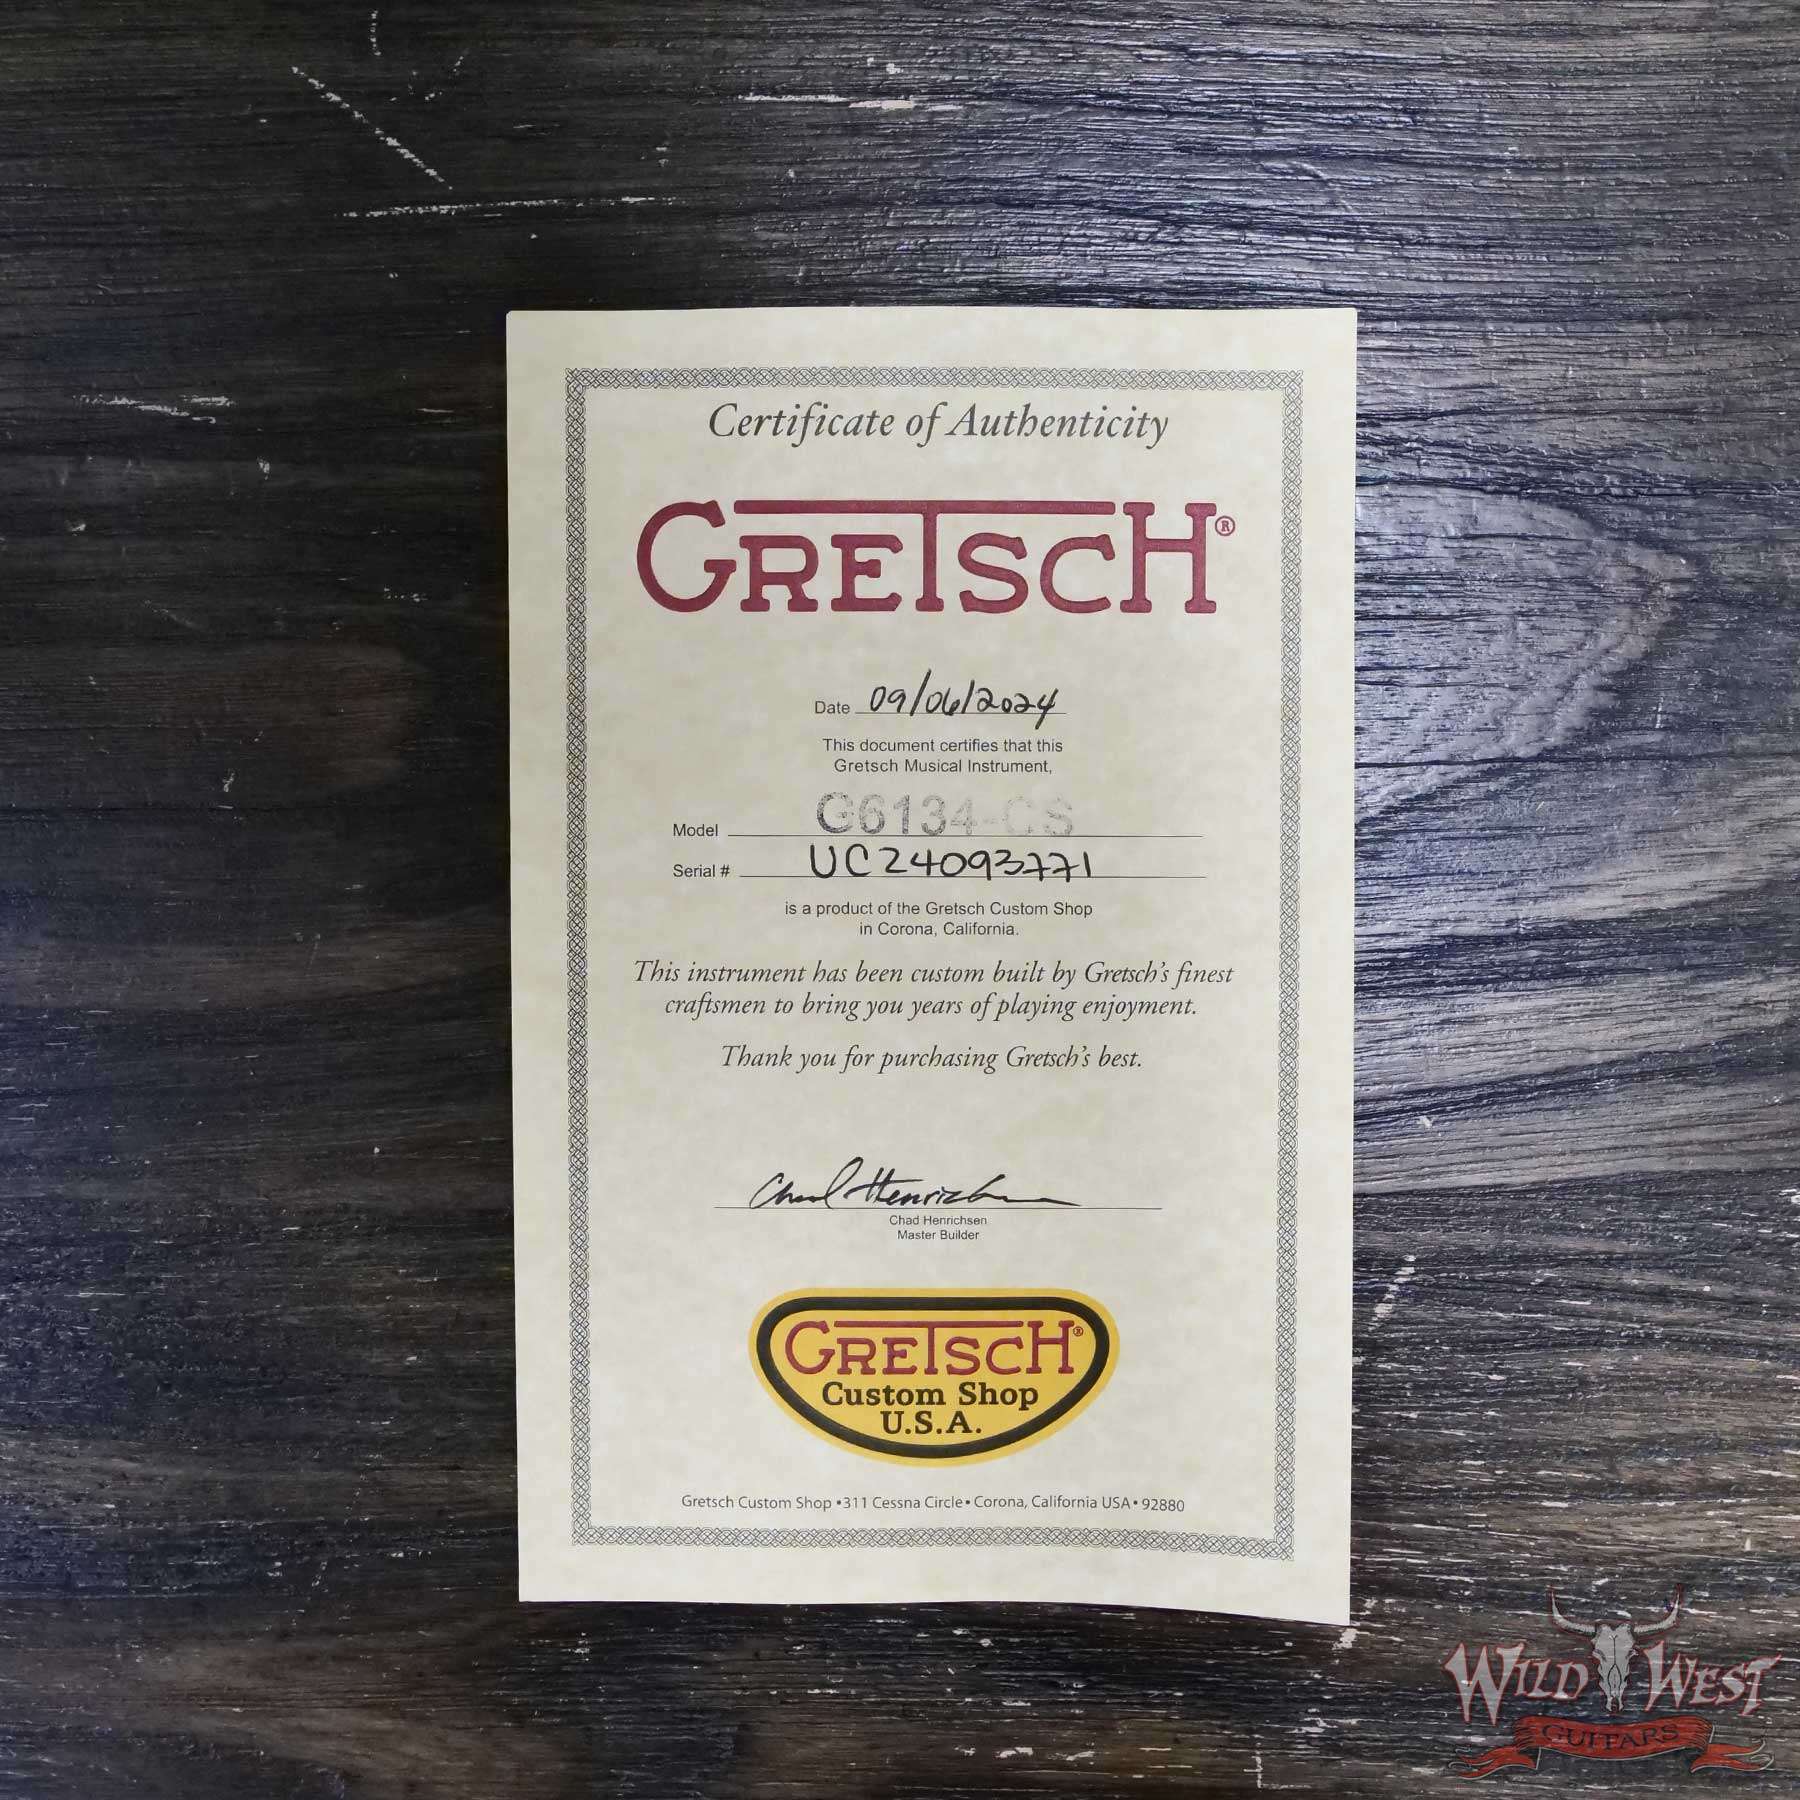 Certificate of Authenticity
GRETSCH®
Date 09/06/2024
This document certifies that this
Gretsch Musical Instrument,
Model G6134-CS
Serial # UC24093771
is a product of the Gretsch Custom Shop
in Corona, California.
This instrument has been custom built by Gretsch's finest
craftsmen to bring you years of playing enjoyment.
Thank you for purchasing Gretsch's best.
Chad Henrichsen
Chad Henrichsen
Master Builder
GRETSCH®
Custom Shop
U.S.A.
Gretsch Custom Shop •311 Cessna Circle• Corona, California USA• 92880
WILD WEST
GUITARS